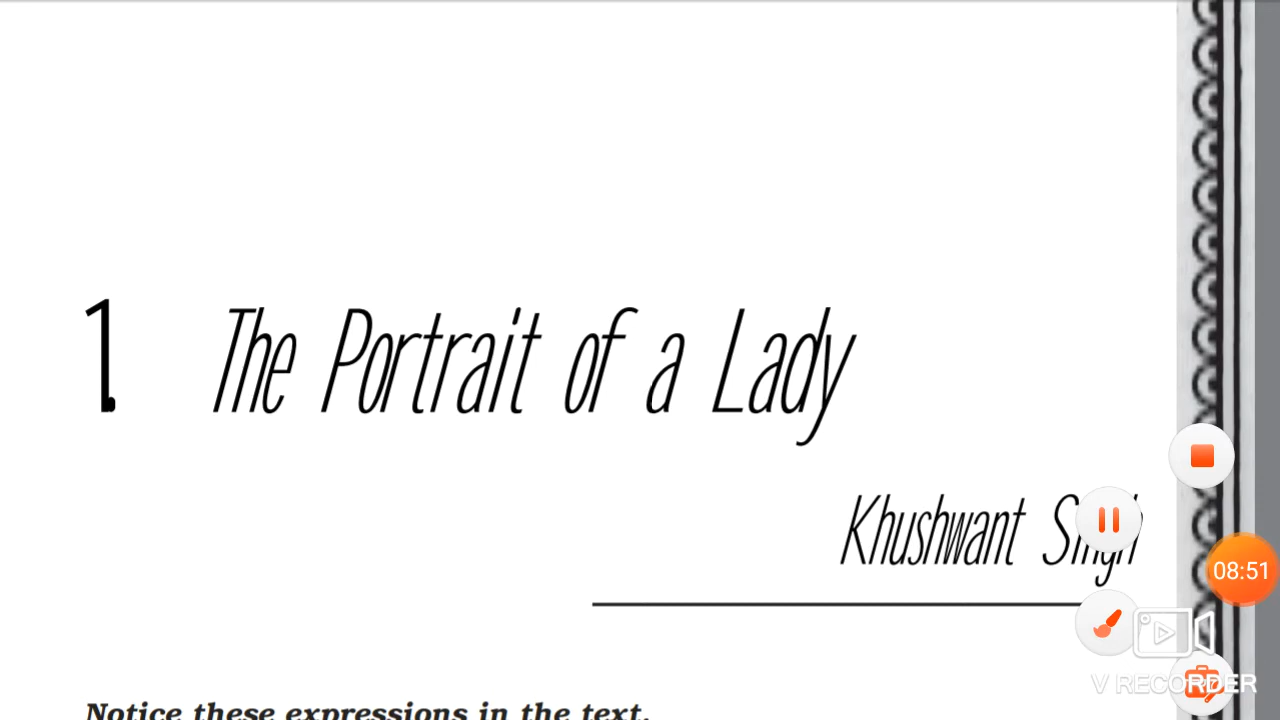 1. The Portrait of a Lady
Khushwant Singh
08:51
V RECORDER
Notice these expressions in the text.